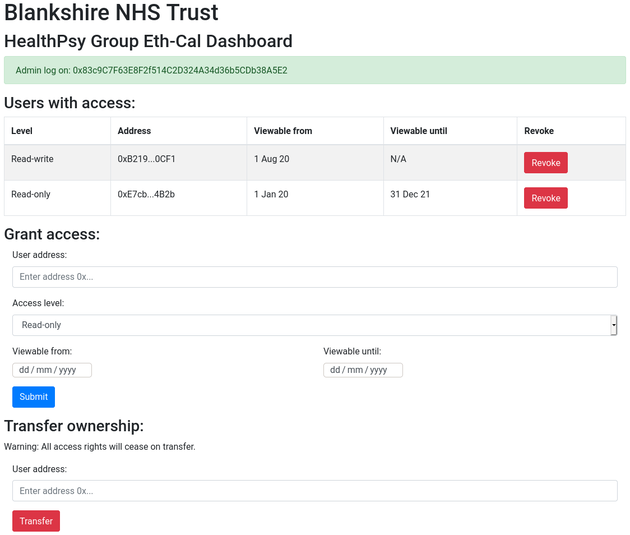 Blankshire NHS Trust
HealthPsy Group Eth-Cal Dashboard
Admin log on: 0x83c9C7F63E8F2f514C2D324A34d36b5CDb38A5E2
Users with access:
Level Address Viewable from Viewable until Revoke
Read-write 0xB219...0CF1 1 Aug 20 N/A Revoke
Read-only 0xE7cb...4B2b 1 Jan 20 31 Dec 21 Revoke
Grant access:
User address:
Enter address 0x...
Access level:
Read-only
Viewable from: Viewable until:
dd / mm / yyyy dd / mm / yyyy
Submit
Transfer ownership:
Warning: All access rights will cease on transfer.
User address:
Enter address 0x...
Transfer